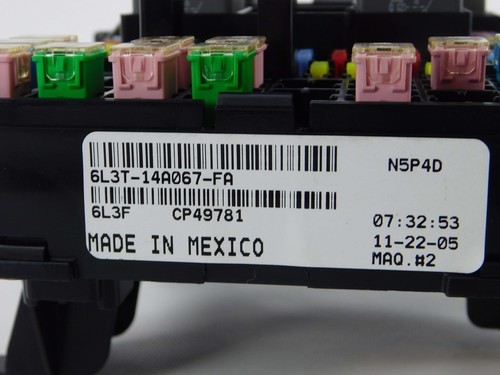 N5P4D
6L3T-14A067-FA
6L3F CP49781
07:32:53
MADE IN MEXICO
11-22-05
MAQ.#2